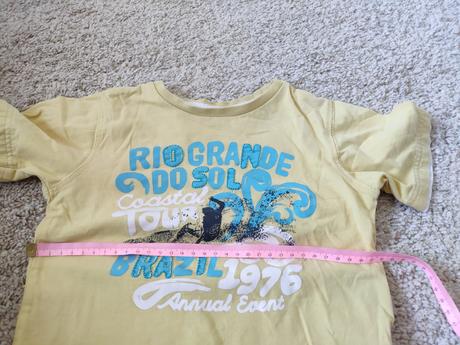 RIO GRANDE
DO SOL
Coastal
TOUR
BRAZIL 1976
Annual Event